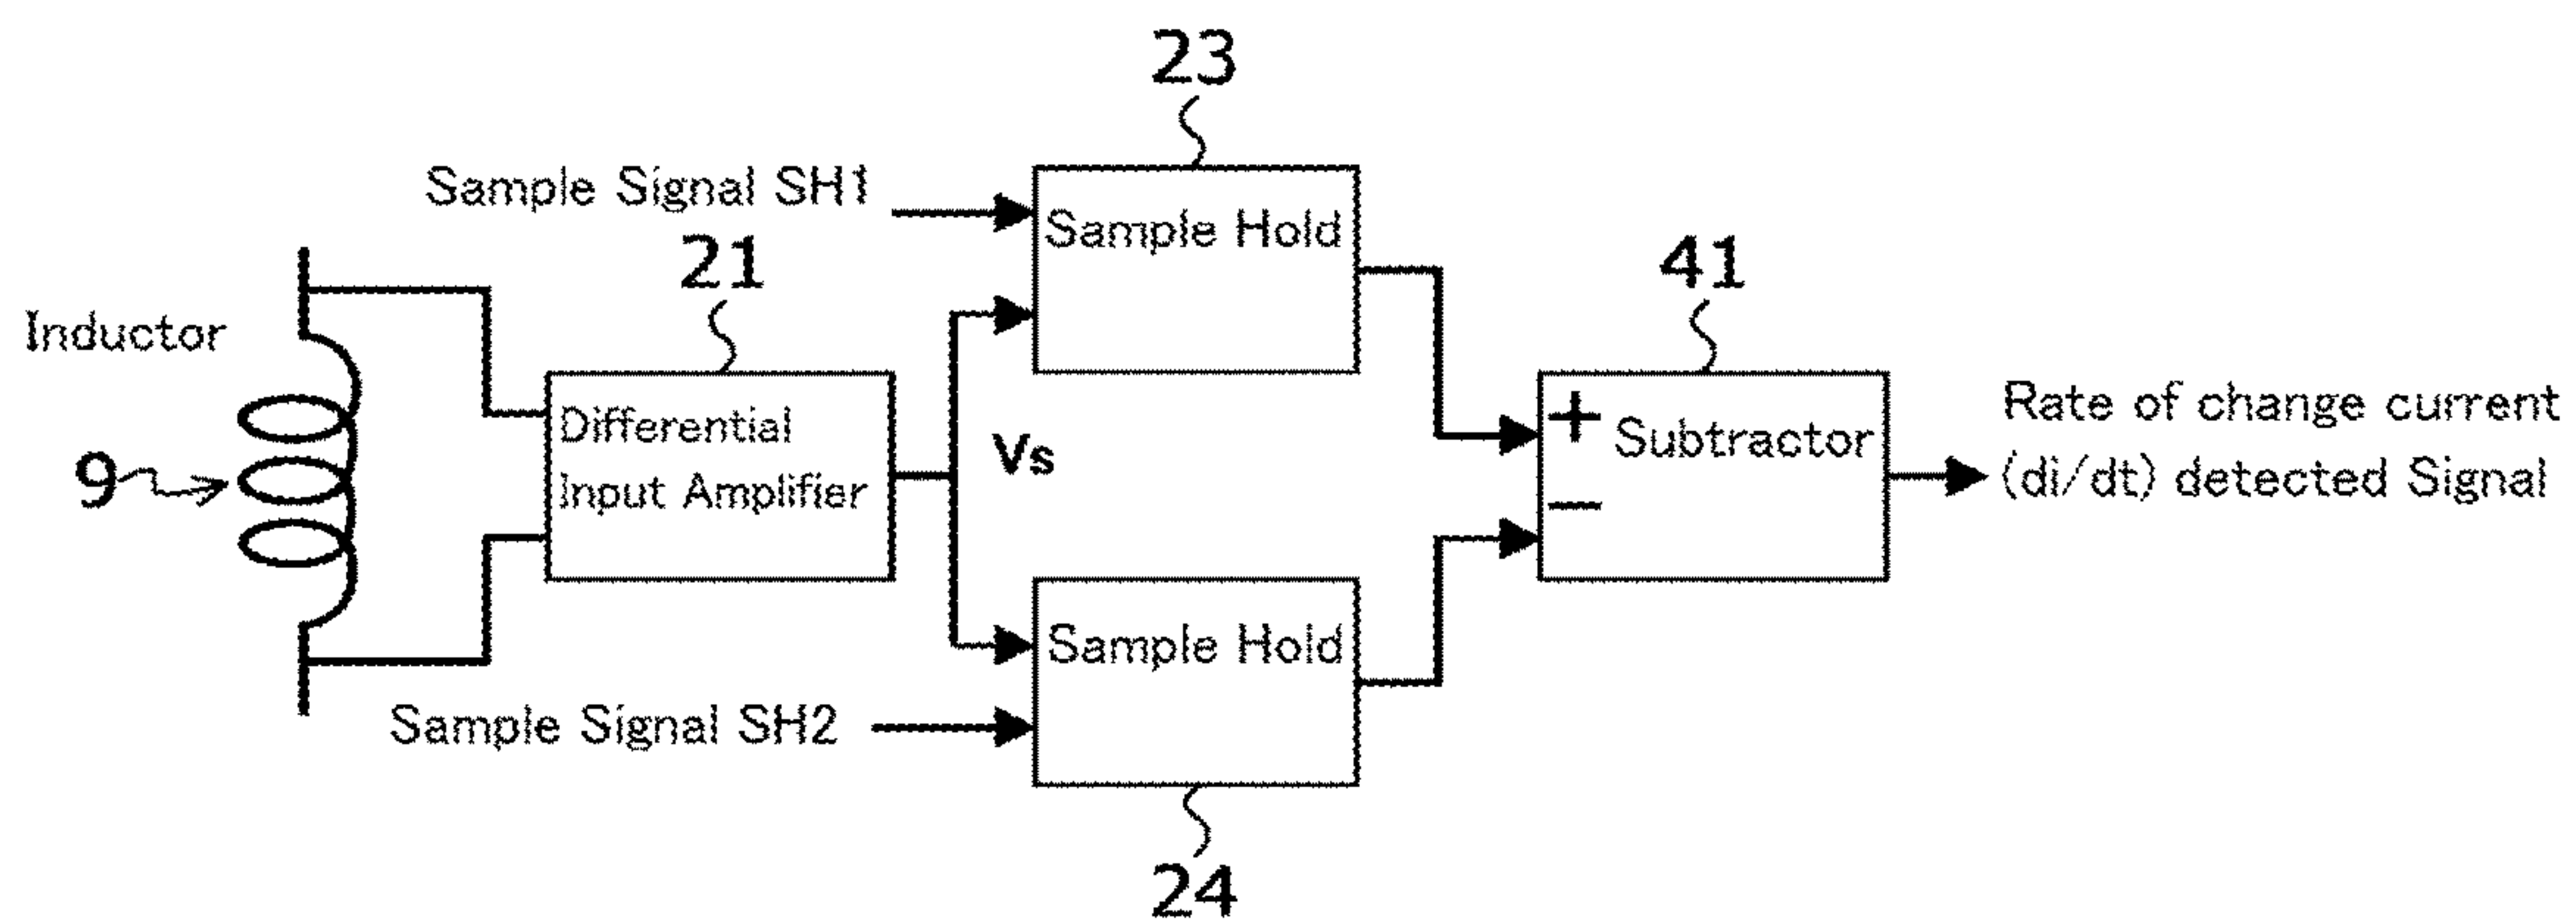 23
Sample Signal SH1
Sample Hold
21
41
Inductor
Differential
Input Amplifier
Vs
+
Subtractor
−
Rate of change current
(di/dt) detected Signal
9
Sample Hold
Sample Signal SH2
24